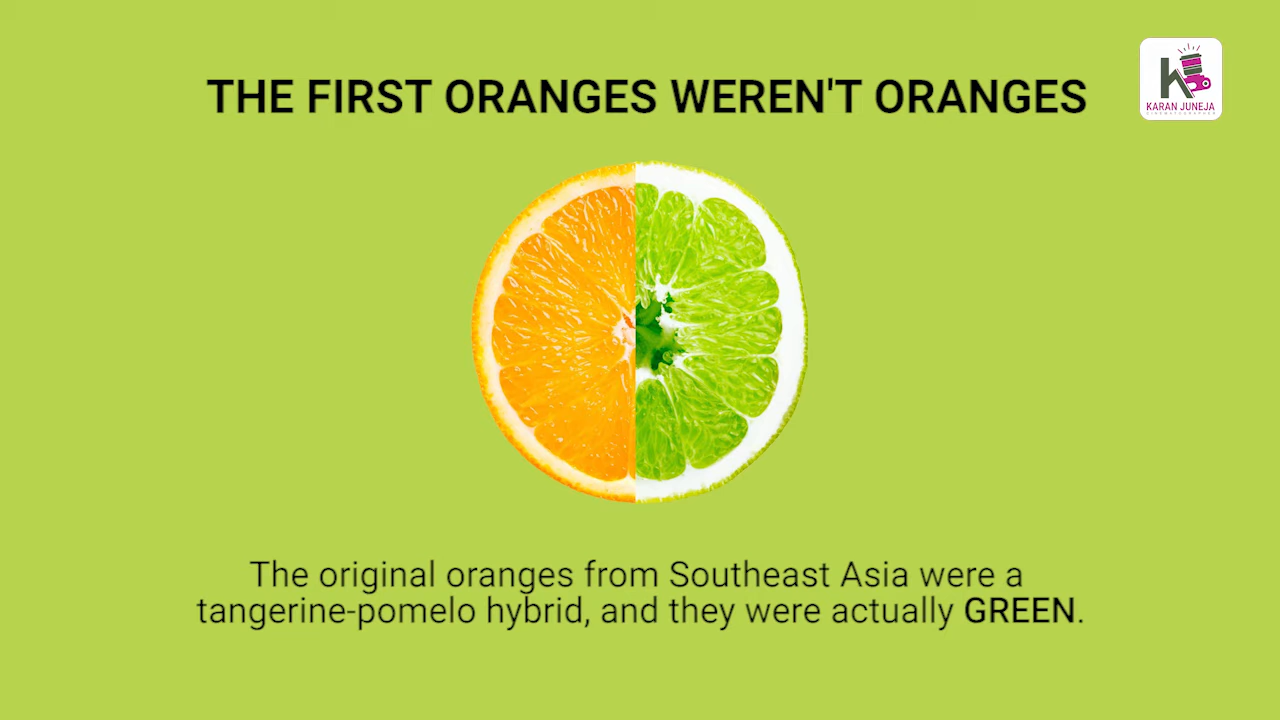 THE FIRST ORANGES WEREN'T ORANGES
KARAN JUNEJA
The original oranges from Southeast Asia were a
tangerine-pomelo hybrid, and they were actually GREEN.